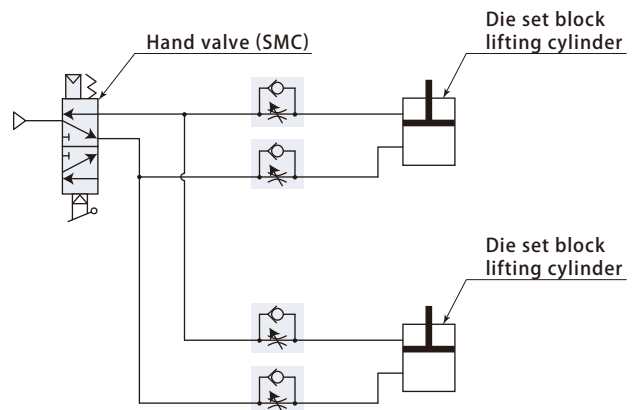 Die set block
lifting cylinder
Hand valve (SMC)
Die set block
lifting cylinder